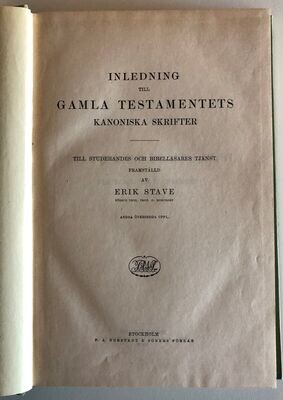 INLEDNING
TILL
GAMLA TESTAMENTETS
KANONISKA SKRIFTER
TILL STUDERANDES OCH BIBELLÄSARES TJÄNST
FRAMSTÄLLD
AV
ERIK STAVE
ANDRA ÖVERSEDDA UPPL.
STOCKHOLM
P. A. NORSTEDT & SÖNERS FÖRLAG